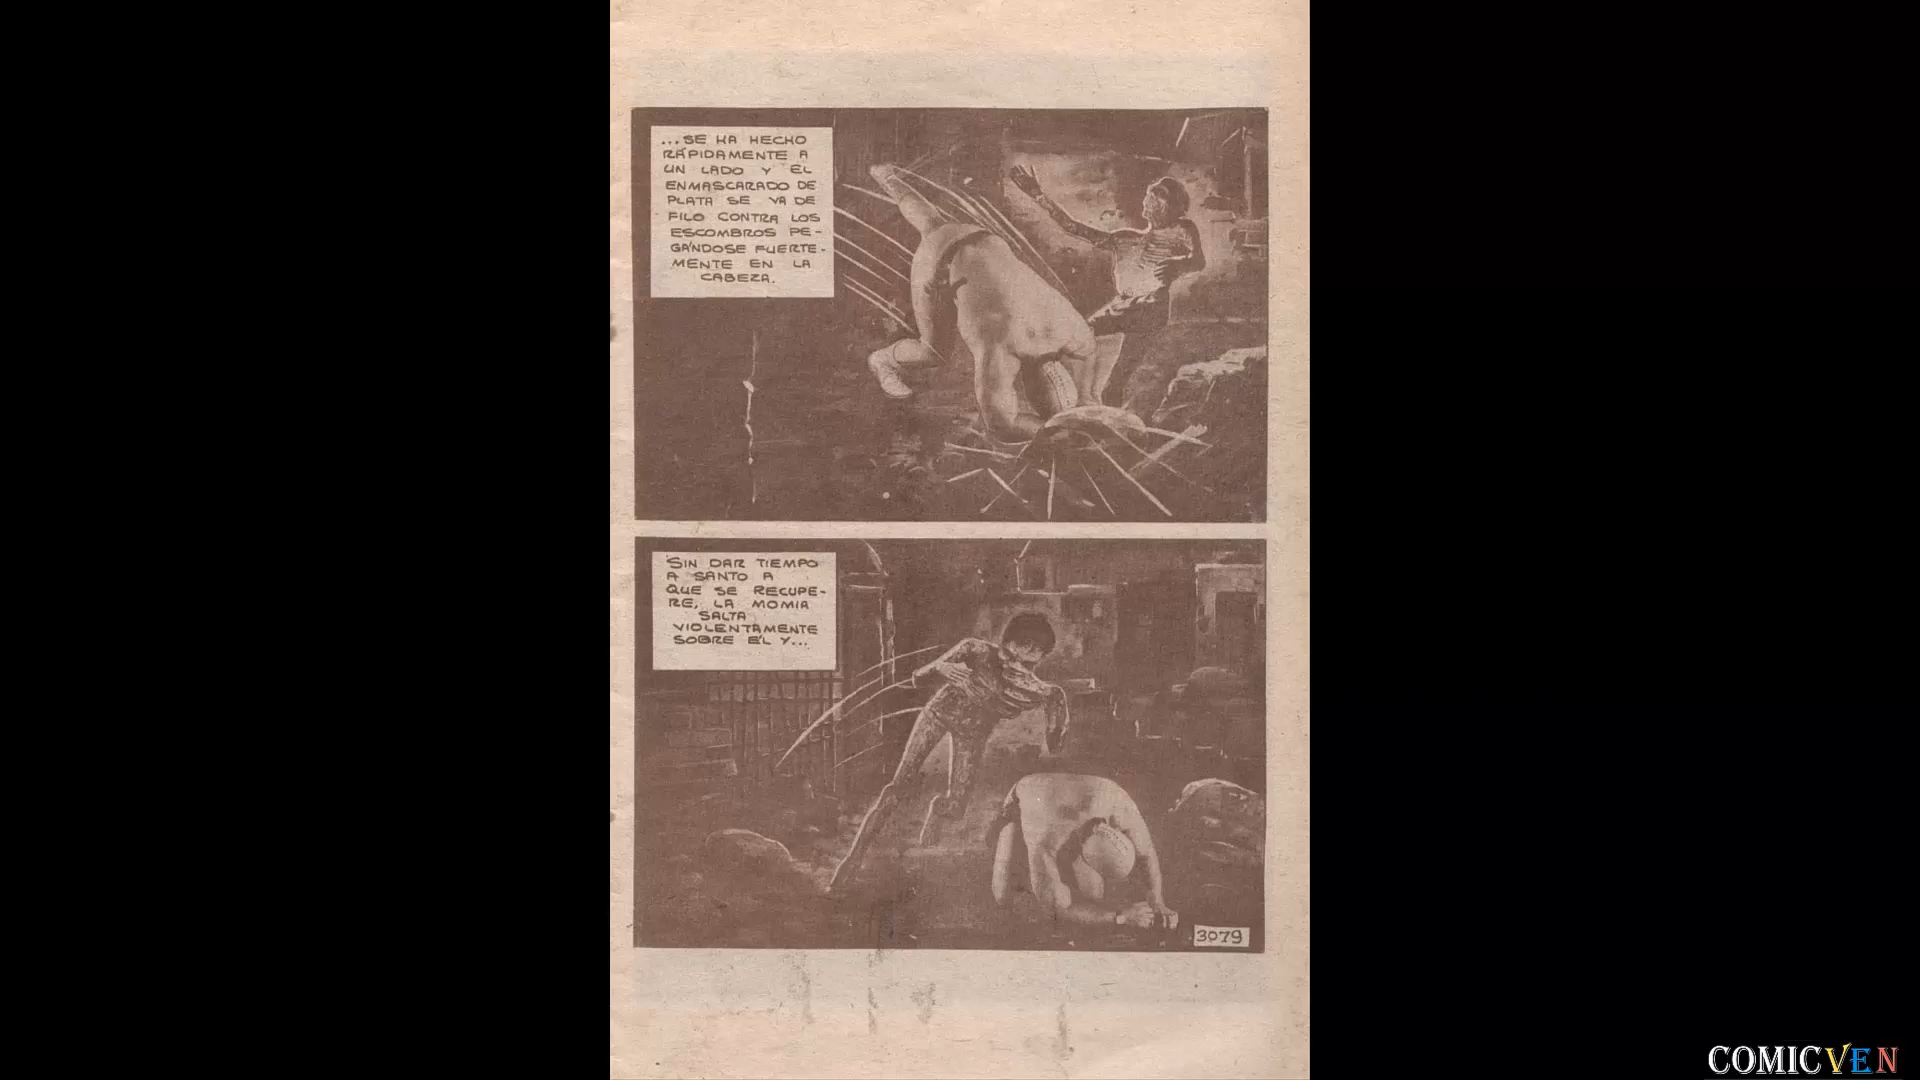 ...SE HA HECHO
RÁPIDAMENTE A
UN LADO Y EL
ENMASCARADO DE
PLATA SE VA DE
FILO CONTRA LOS
ESCOMBROS PE-
GÁNDOSE FUERTE-
MENTE EN LA
CABEZA.
SIN DAR TIEMPO
A SANTO A
QUE SE RECUPE-
RE, LA MOMIA
SALTA
VIOLENTAMENTE
SOBRE ÉL Y...
3079
COMICVEN